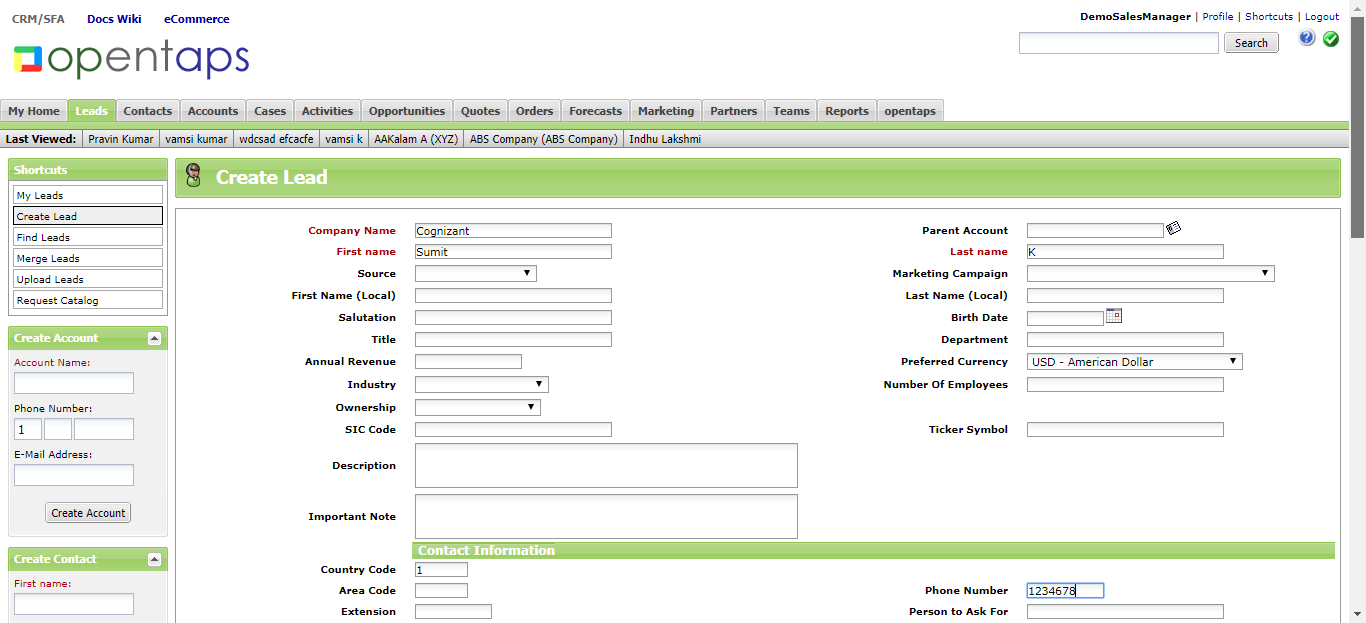 CRM/SFA Docs Wiki eCommerce
DemoSalesManager | Profile | Shortcuts | Logout
opentaps
Search
?
My Home Leads Contacts Accounts Cases Activities Opportunities Quotes Orders Forecasts Marketing Partners Teams Reports opentaps
Last Viewed: Pravin Kumar vamsi kumar wdcsad efcacfe vamsi k AAKalam A (XYZ) ABS Company (ABS Company) Indhu Lakshmi
Shortcuts
My Leads
Create Lead
Find Leads
Merge Leads
Upload Leads
Request Catalog
Create Account
Account Name:
Phone Number:
1
E-Mail Address:
Create Account
Create Contact
First name:
Create Lead
Company Name Cognizant Parent Account
First name Sumit Last name K
Source Marketing Campaign
First Name (Local) Last Name (Local)
Salutation Birth Date
Title Department
Annual Revenue Preferred Currency USD - American Dollar
Industry Number Of Employees
Ownership
SIC Code Ticker Symbol
Description
Important Note
Contact Information
Country Code 1
Area Code Phone Number 1234678
Extension Person to Ask For